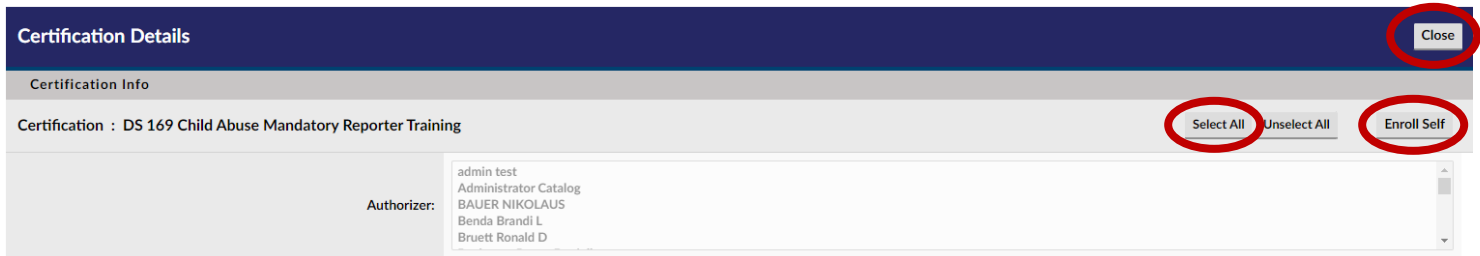 Certification Details
Close
Certification Info
Certification : DS 169 Child Abuse Mandatory Reporter Training
Select All Unselect All Enroll Self
Authorizer:
admin test
Administrator Catalog
BAUER NIKOLAUS
Benda Brandi L
Bruett Ronald D